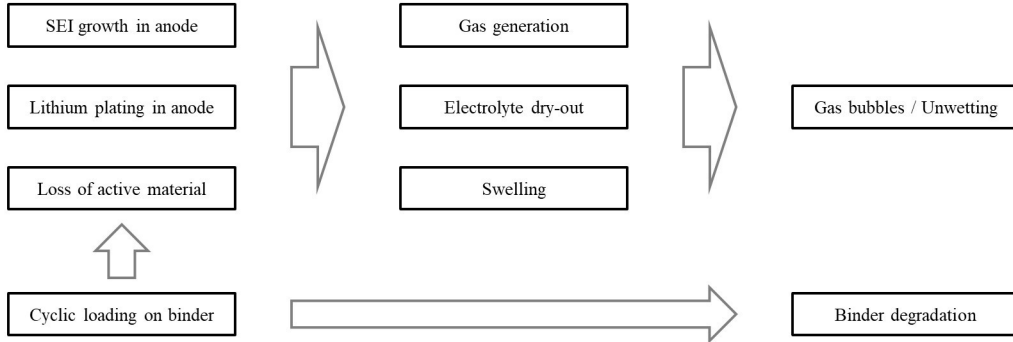 SEI growth in anode
Gas generation
Lithium plating in anode
Electrolyte dry-out
Gas bubbles / Unwetting
Loss of active material
Swelling
Cyclic loading on binder
Binder degradation